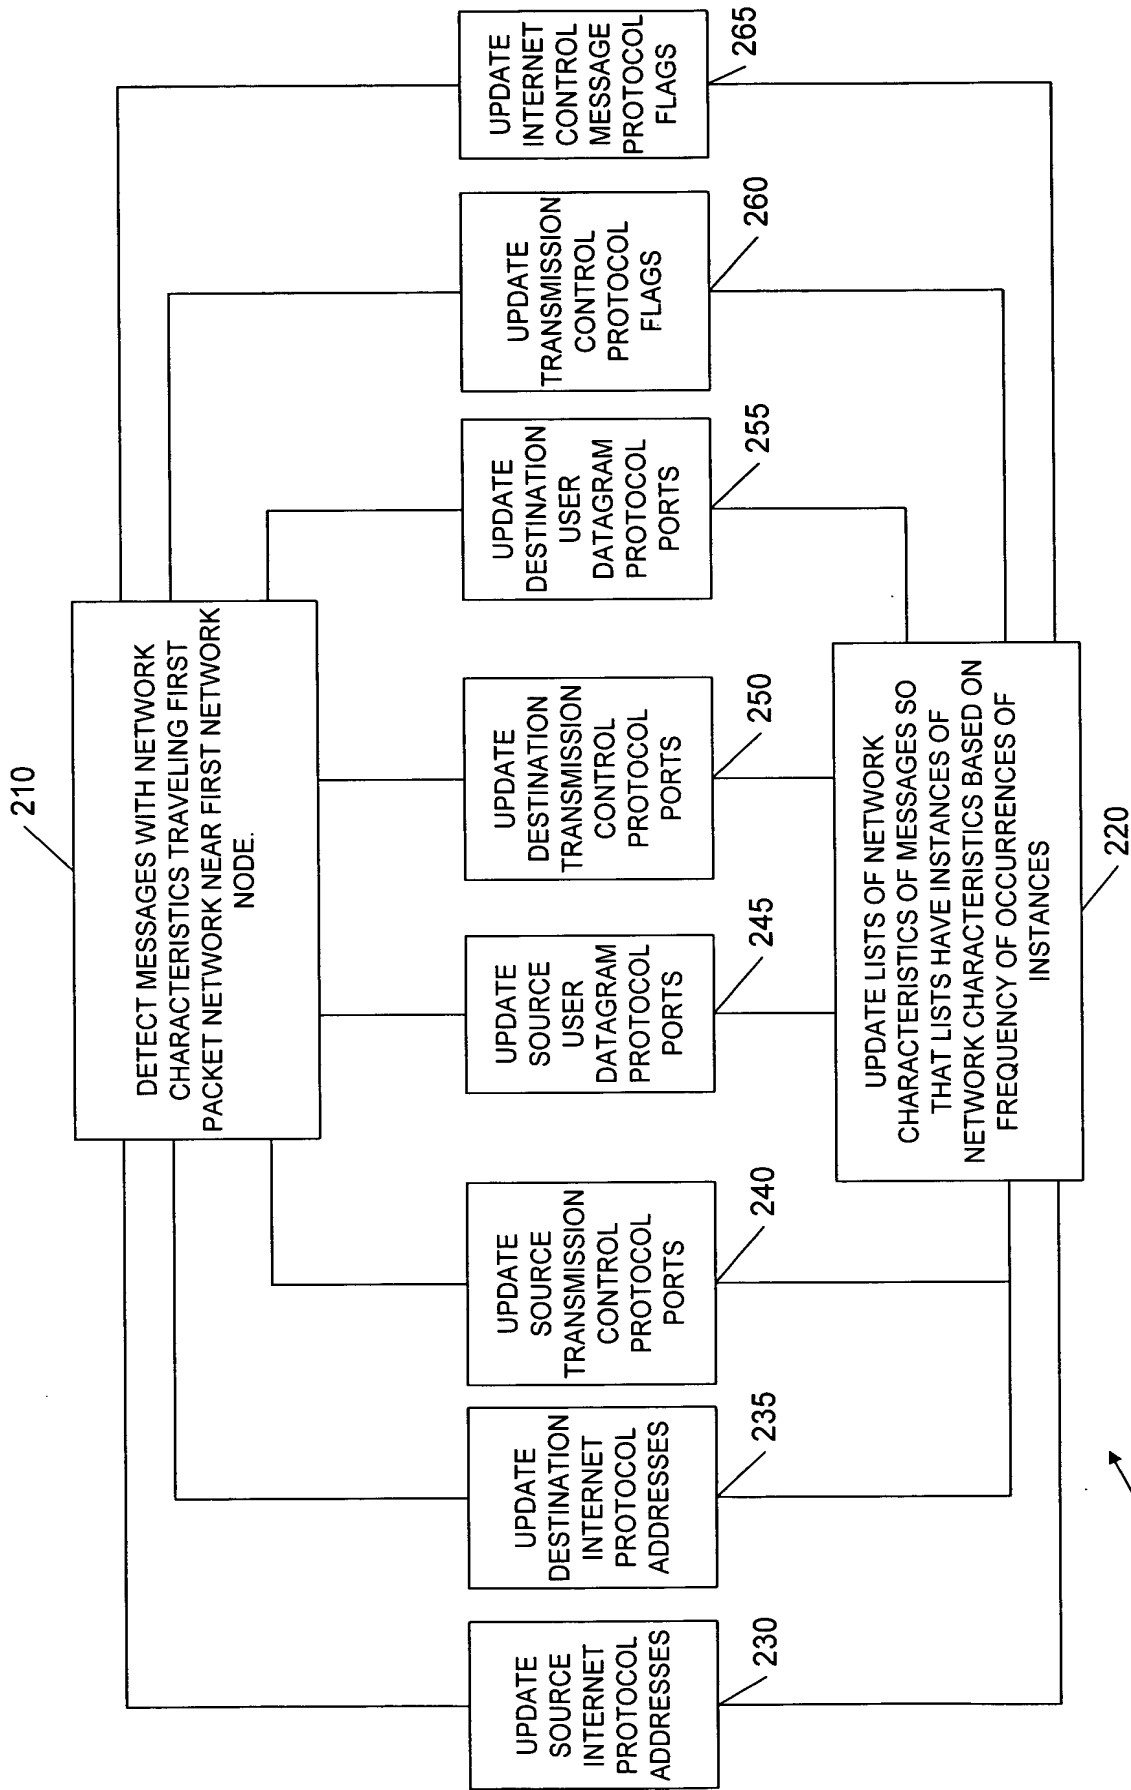 210
DETECT MESSAGES WITH NETWORK
CHARACTERISTICS TRAVELING FIRST
PACKET NETWORK NEAR FIRST NETWORK
NODE.
UPDATE
SOURCE
INTERNET
PROTOCOL
ADDRESSES
230
UPDATE
DESTINATION
INTERNET
PROTOCOL
ADDRESSES
235
UPDATE
SOURCE
TRANSMISSION
CONTROL
PROTOCOL
PORTS
240
UPDATE
SOURCE
USER
DATAGRAM
PROTOCOL
PORTS
245
UPDATE
DESTINATION
TRANSMISSION
CONTROL
PROTOCOL
PORTS
250
UPDATE
DESTINATION
USER
DATAGRAM
PROTOCOL
PORTS
255
UPDATE
TRANSMISSION
CONTROL
PROTOCOL
FLAGS
260
UPDATE
INTERNET
CONTROL
MESSAGE
PROTOCOL
FLAGS
265
UPDATE LISTS OF NETWORK
CHARACTERISTICS OF MESSAGES SO
THAT LISTS HAVE INSTANCES OF
NETWORK CHARACTERISTICS BASED ON
FREQUENCY OF OCCURRENCES OF
INSTANCES
220